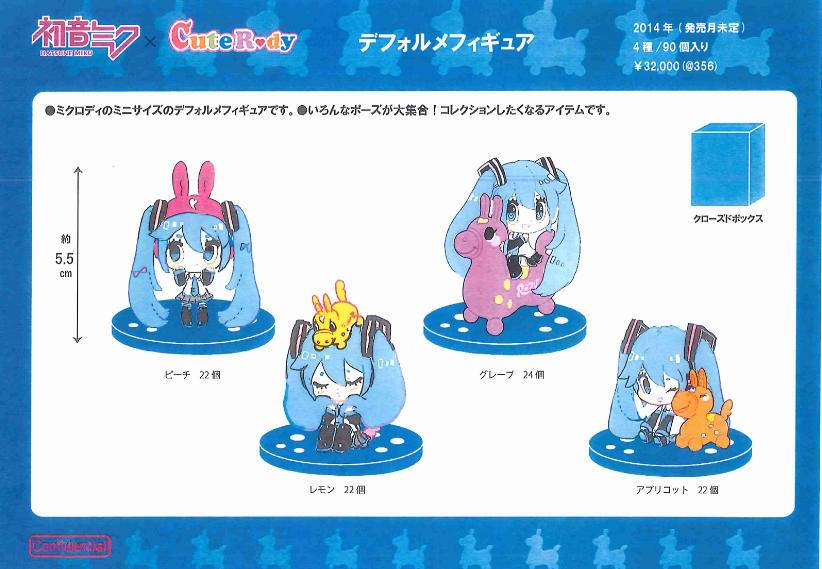 初音ミク × CuteRody デフォルメフィギュア
HATSUNE MIKU
2014年(発売月未定)
4種/90個入り
¥32,000(@356)
●ミクロディのミニサイズのデフォルメフィギュアです。●いろんなポーズが大集合!コレクションしたくなるアイテムです。
クローズドボックス
約
5.5
cm
Rody
ピーチ 22個
グレープ 24個
レモン 22個
アプリコット 22個
Confidential